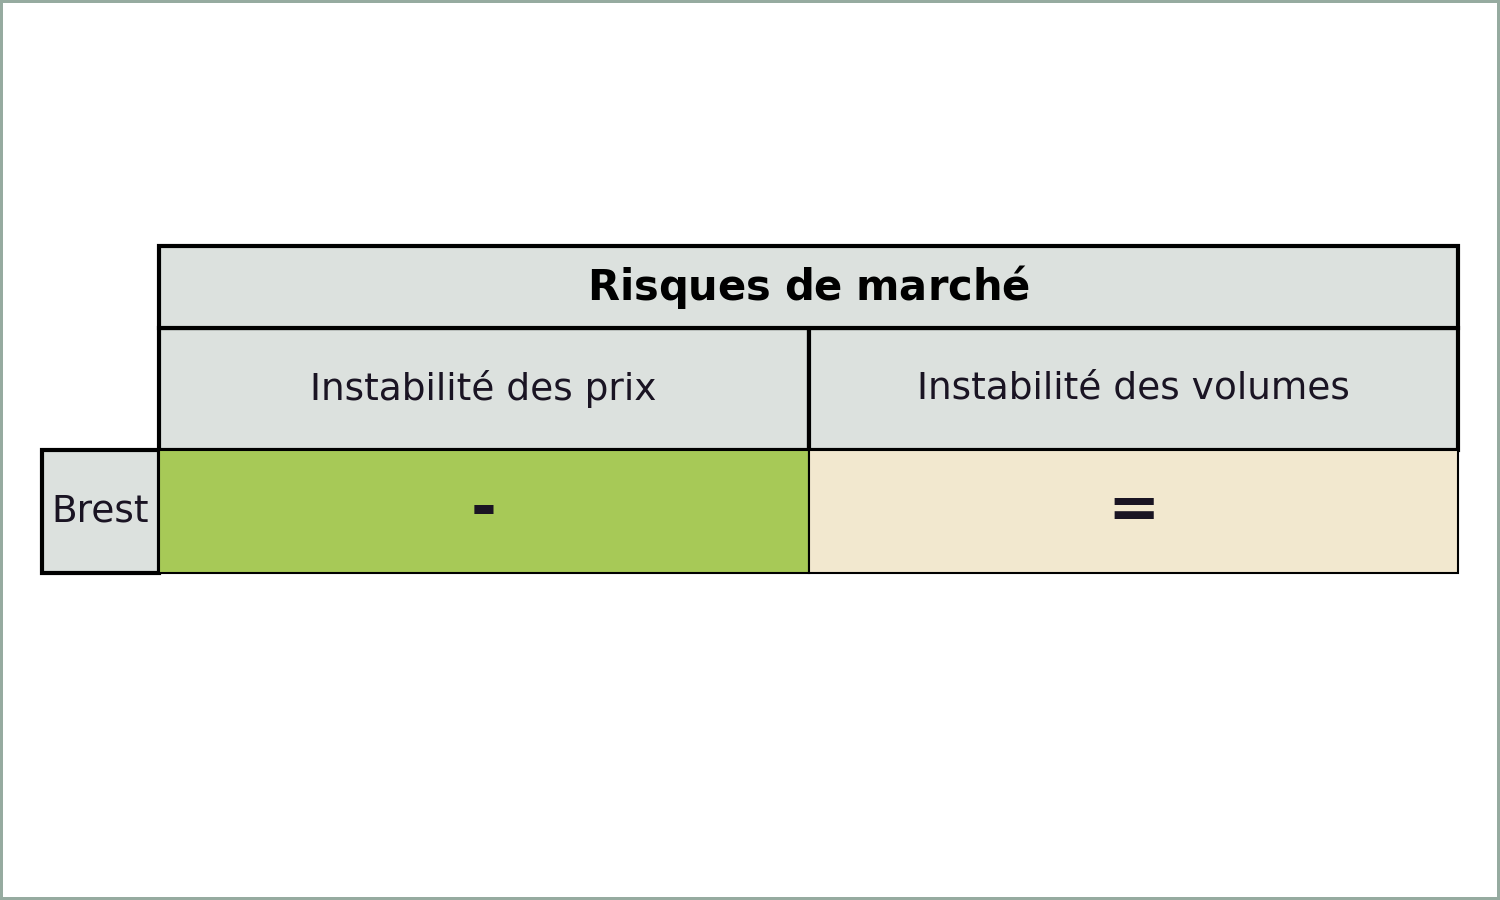 Risques de marché
Instabilité des prix
Instabilité des volumes
Brest
-
=